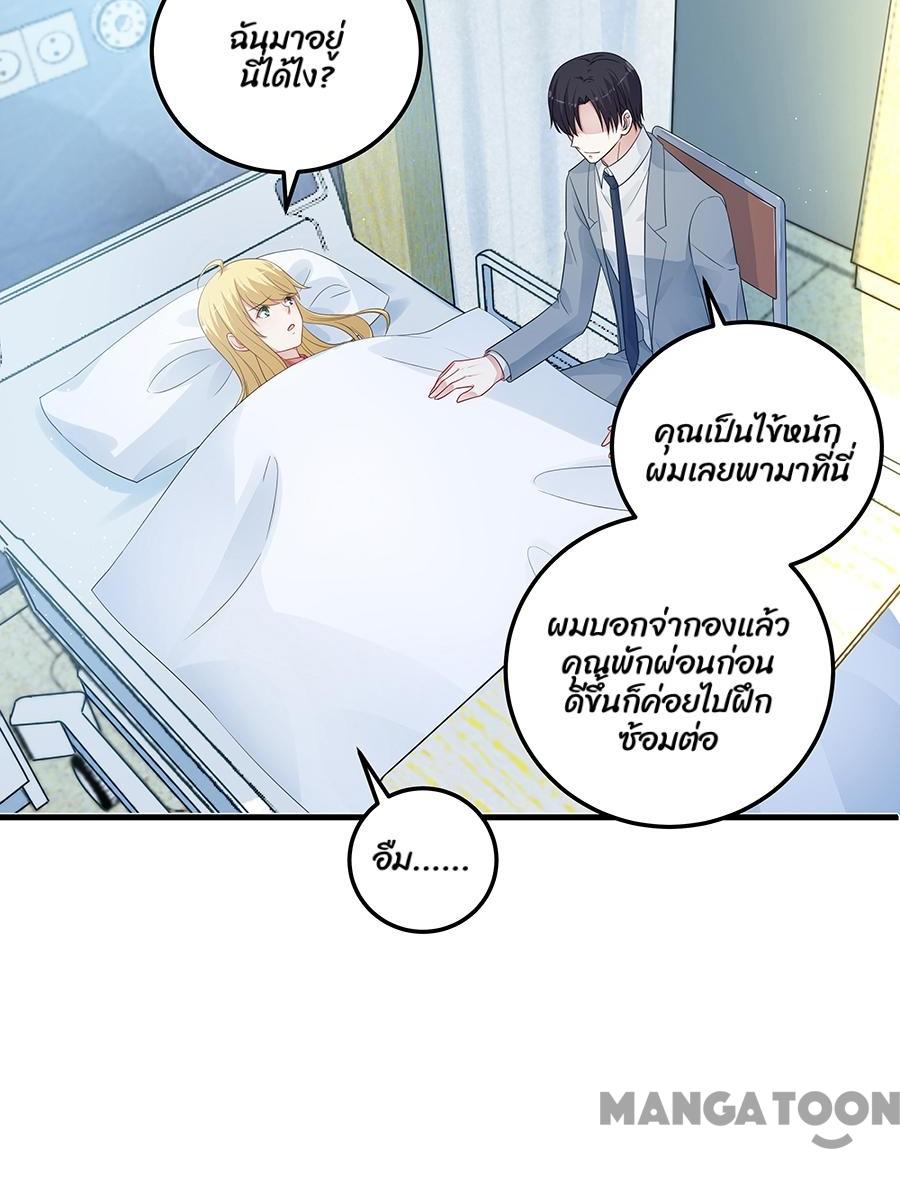 ฉันมาอยู่
นี่ได้ไง?
คุณเป็นไข้หนัก
ผมเลยพามาที่นี่
ผมบอกจ่ากองแล้ว
คุณพักผ่อนก่อน
ดีขึ้นก็ค่อยไปฝึก
ซ้อมต่อ
อืม......
MANGATOON